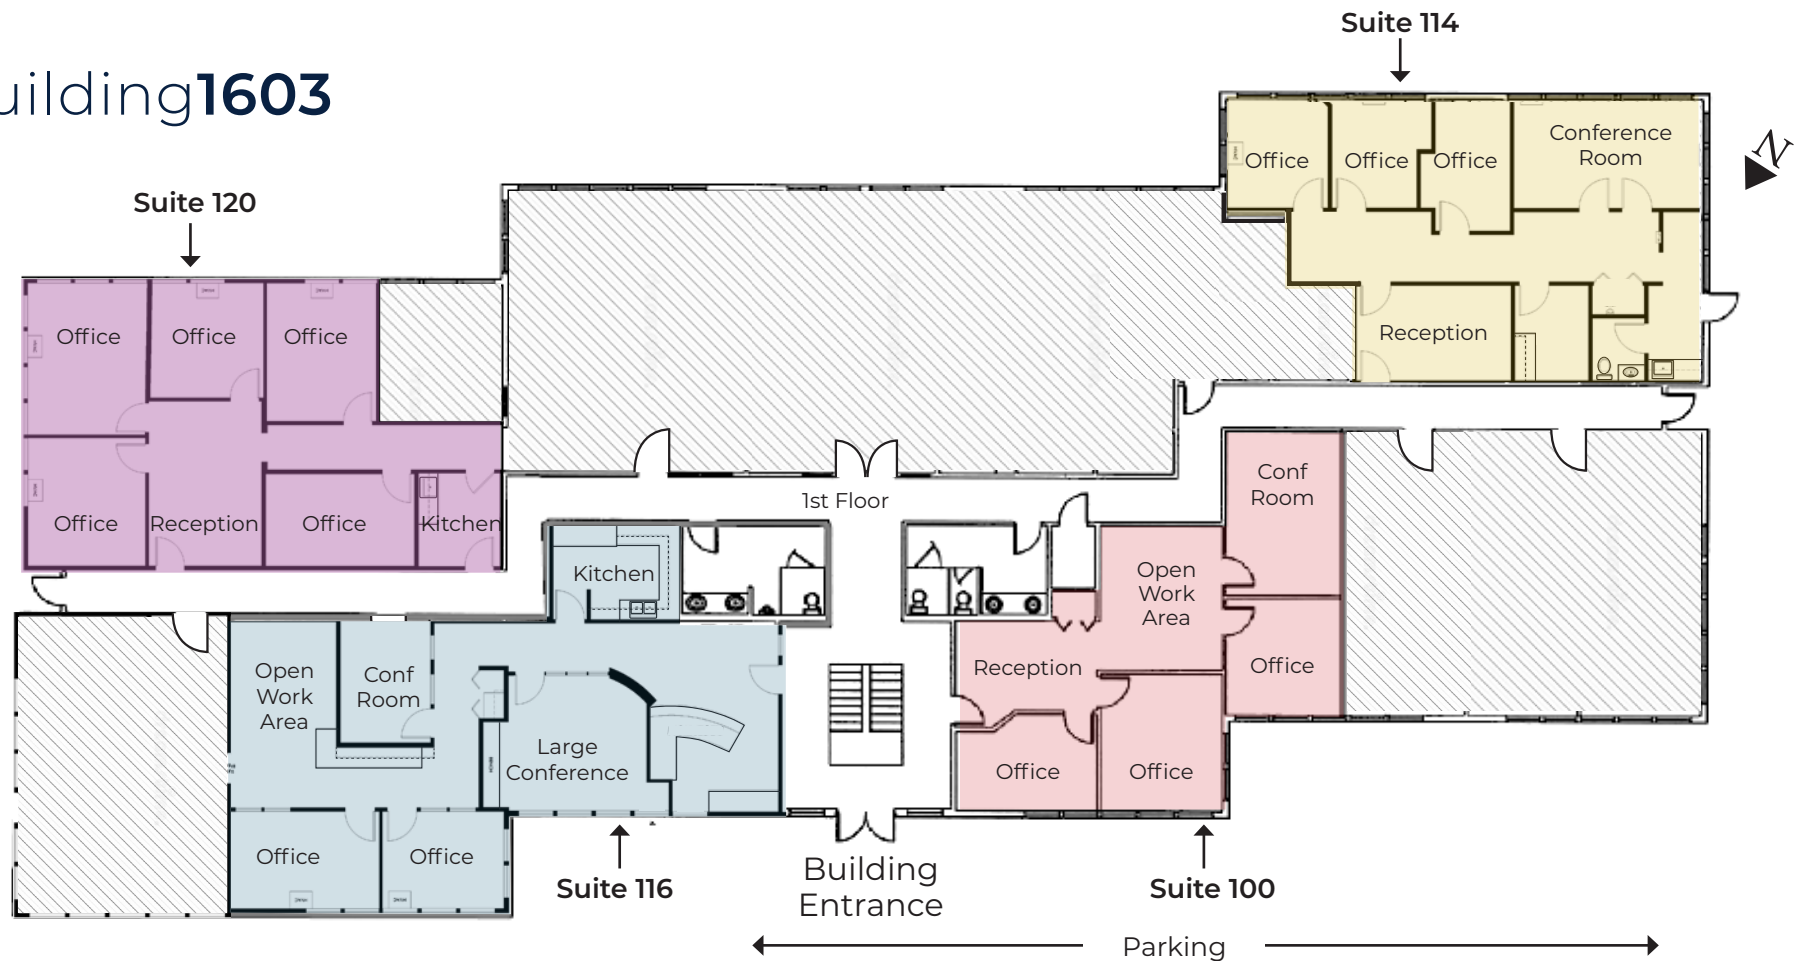 Suite 114
uilding1603
Conference
Room
Office
Office
Office
N
Suite 120
Office
Office
Office
Reception
Conf
Room
1st Floor
Office
Reception
Office
Kitchen
Kitchen
Open
Work
Area
Open
Work
Area
Conf
Room
Reception
Office
Large
Conference
Office
Office
Office
Office
Suite 116
Building
Entrance
Suite 100
Parking